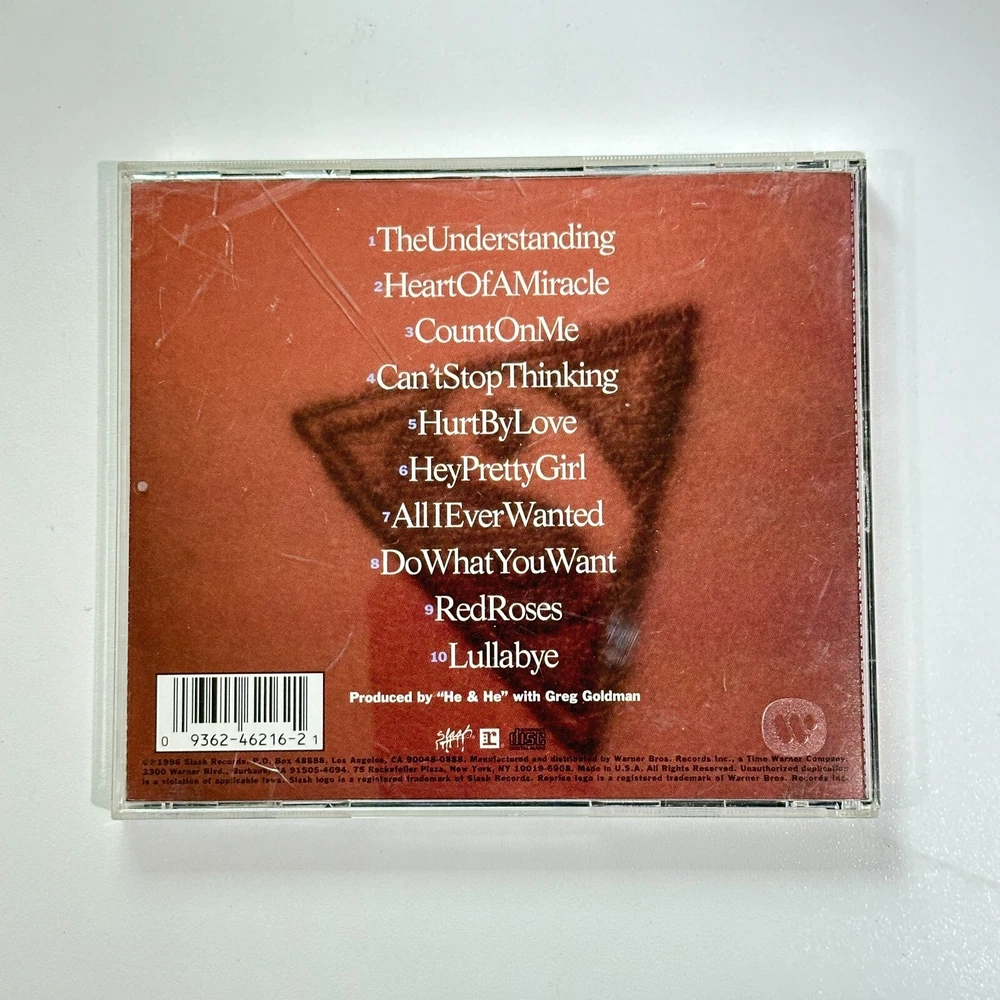 1 TheUnderstanding
2 HeartOfAMiracle
3 CountOnMe
4 Can'tStopThinking
5 HurtByLove
6 HeyPrettyGirl
7 AllIEverWanted
8 DoWhatYouWant
9 RedRoses
10 Lullabye
Produced by “He & He” with Greg Goldman
0 9362-46216-2 1
slash r disc
DIGITAL AUDIO
©℗1996 Slash Records. P.O. Box 48888, Los Angeles, CA 90048-0888. Manufactured and distributed by Warner Bros. Records Inc., a Time Warner Company
3300 Warner Blvd., Burbank, CA 91505-4694. 75 Rockefeller Plaza, New York, NY 10019-6908. Made in U.S.A. All Rights Reserved. Unauthorized duplication
is a violation of applicable laws. Slash logo is a registered trademark of Slash Records. Reprise logo is a registered trademark of Warner Bros. Records Inc.